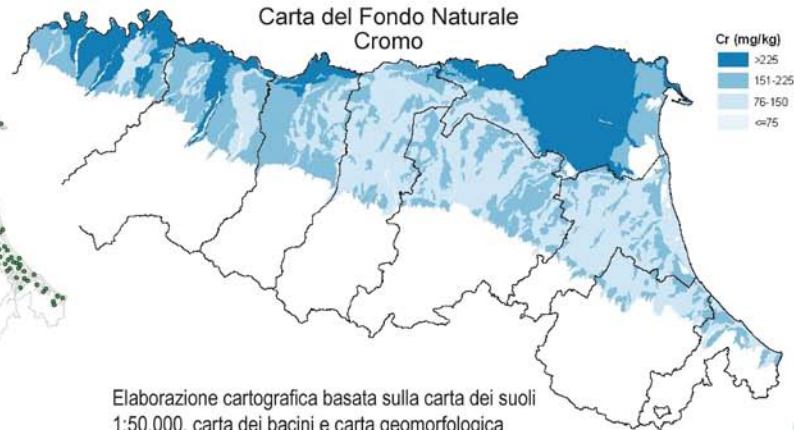 Carta del Fondo Naturale
Cromo
Cr (mg/kg)
>225
151-225
76-150
<=75
Elaborazione cartografica basata sulla carta dei suoli
1:50.000, carta dei bacini e carta geomorfologica